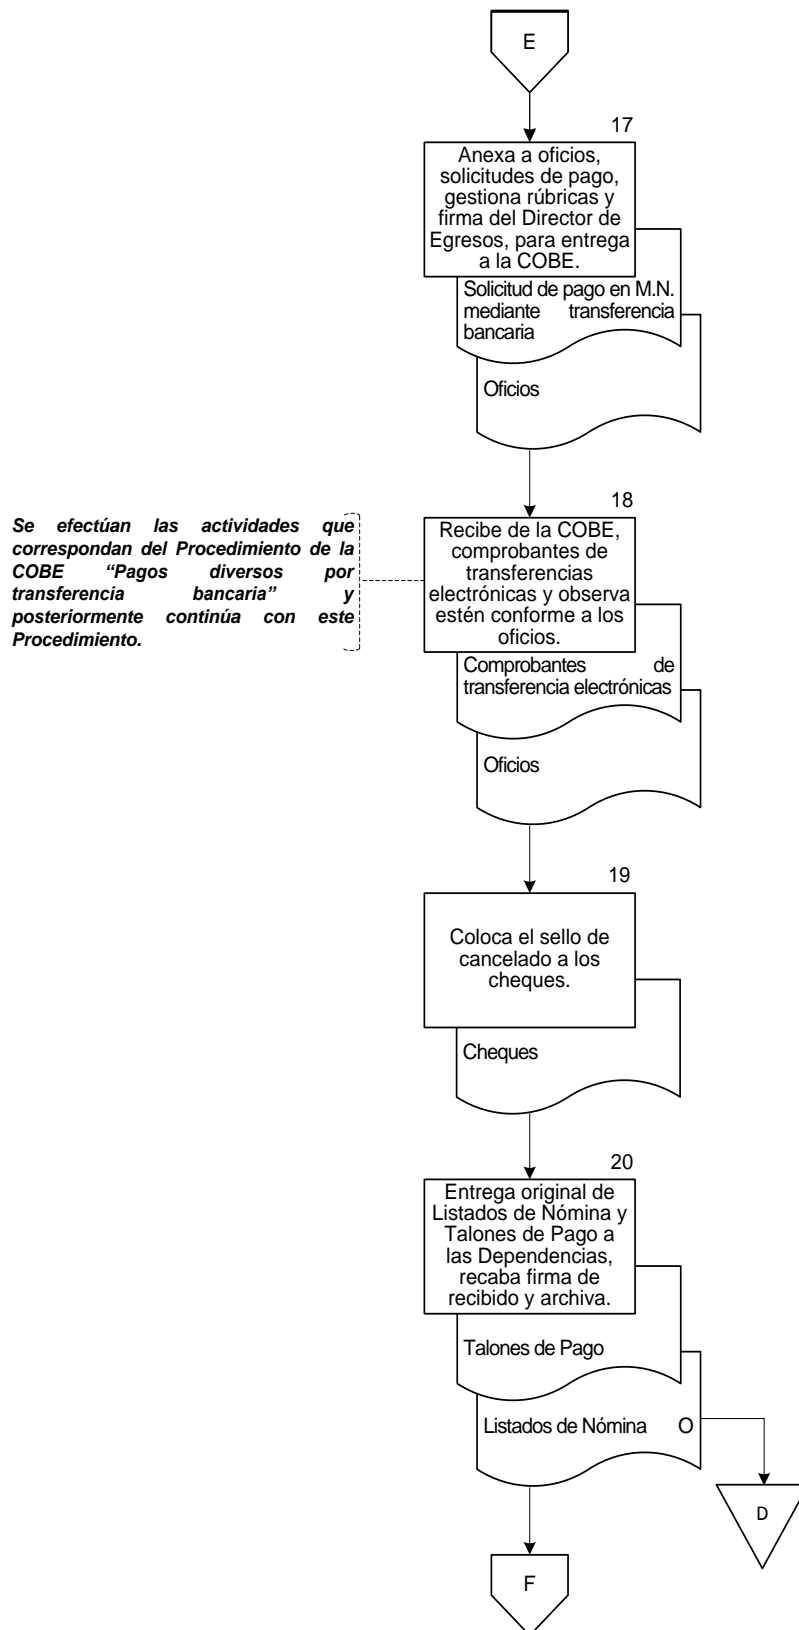 E
17
Anexa a oficios,
solicitudes de pago,
gestiona rúbricas y
firma del Director de
Egresos, para entrega
a la COBE.
Solicitud de pago en M.N.
mediante transferencia
bancaria
Oficios
18
Se efectúan las actividades que
correspondan del Procedimiento de la
COBE “Pagos diversos por
transferencia bancaria” y
posteriormente continúa con este
Procedimiento.
Recibe de la COBE,
comprobantes de
transferencias
electrónicas y observa
estén conforme a los
oficios.
Comprobantes de
transferencia electrónicas
Oficios
19
Coloca el sello de
cancelado a los
cheques.
Cheques
20
Entrega original de
Listados de Nómina y
Talones de Pago a
las Dependencias,
recaba firma de
recibido y archiva.
Talones de Pago
Listados de Nómina O
D
F